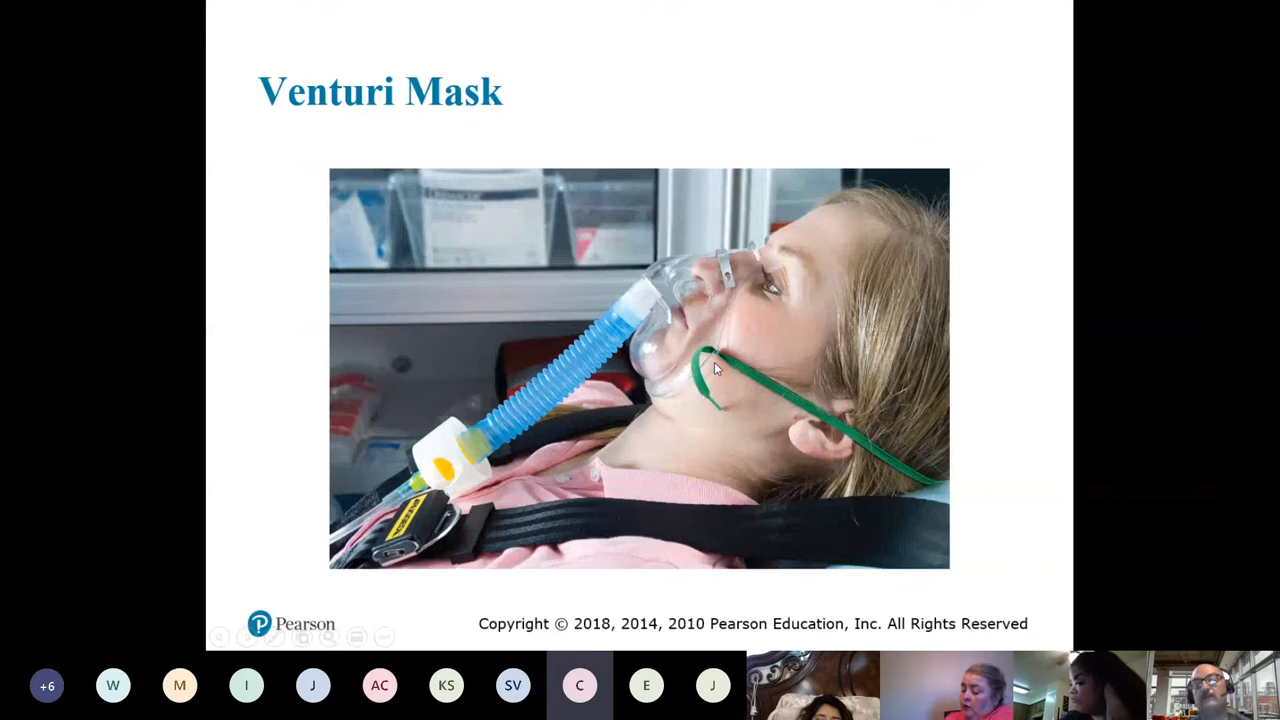 Venturi Mask
Pearson
Copyright © 2018, 2014, 2010 Pearson Education, Inc. All Rights Reserved
+6
W
M
I
J
AC
KS
SV
C
E
J